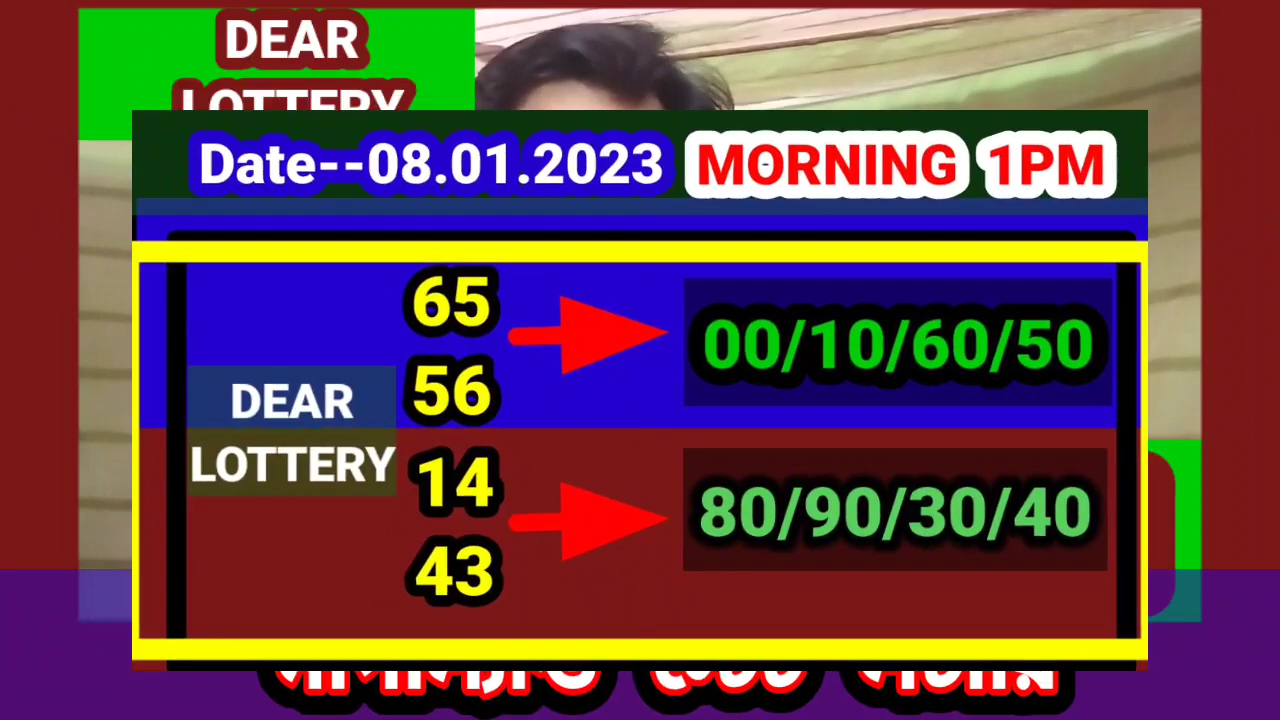 DEAR
LOTTERY
Date--08.01.2023 MORNING 1PM
65
56
00/10/60/50
DEAR
LOTTERY
14
43
80/90/30/40